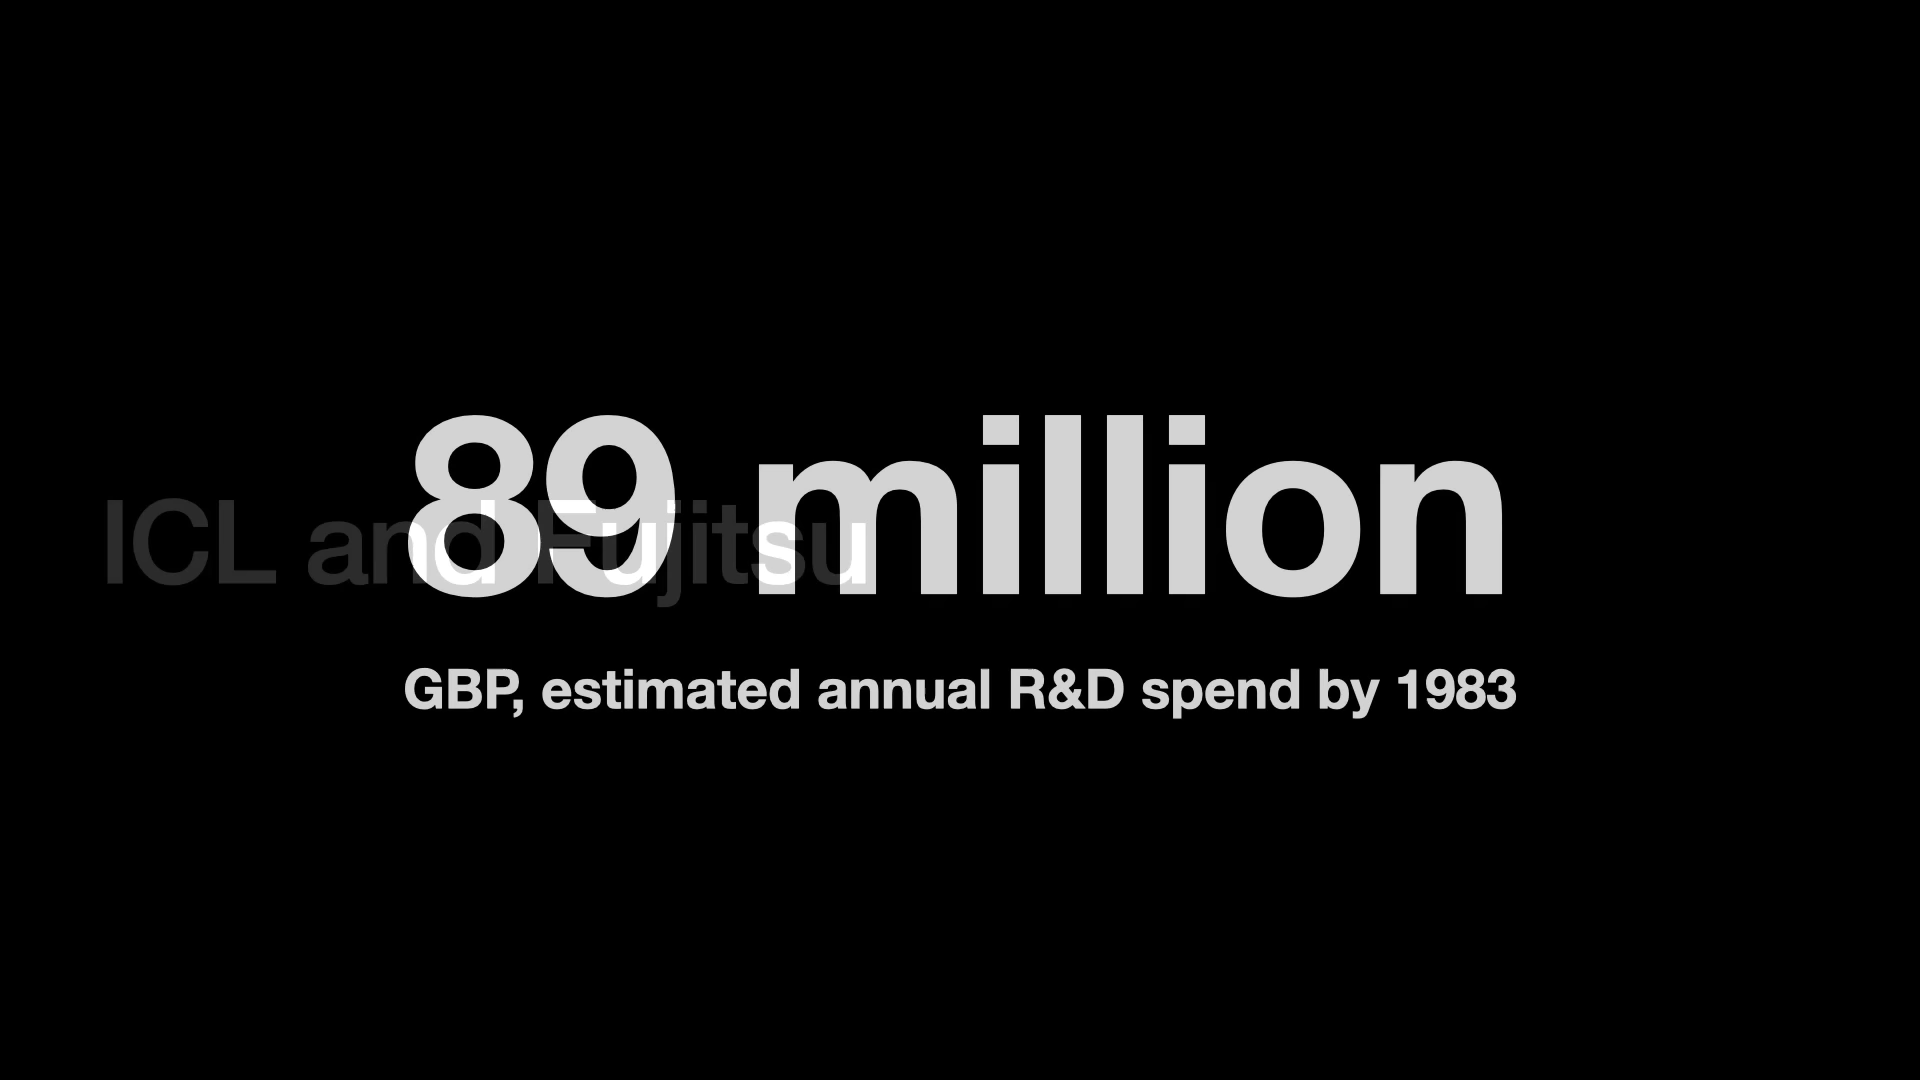 89 million
ICL and Fujitsu
GBP, estimated annual R&D spend by 1983